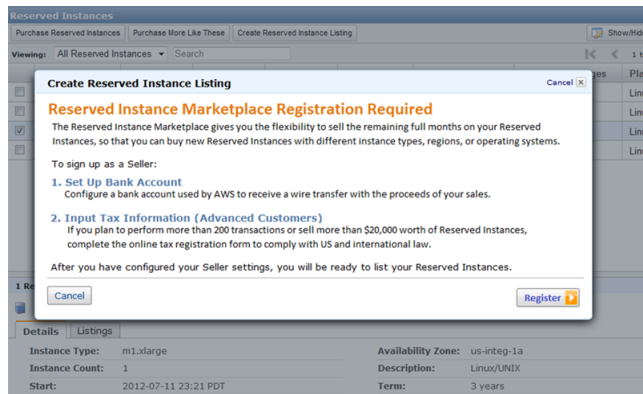 Reserved Instances
Purchase Reserved Instances Purchase More Like These Create Reserved Instance Listing Show/Hid
Viewing: All Reserved Instances Search 1 t
ges Pla
Create Reserved Instance Listing Cancel X
Lin
Reserved Instance Marketplace Registration Required
Lin
The Reserved Instance Marketplace gives you the flexibility to sell the remaining full months on your Reserved
Lin
Instances, so that you can buy new Reserved Instances with different instance types, regions, or operating systems.
Lin
To sign up as a Seller:
1. Set Up Bank Account
Configure a bank account used by AWS to receive a wire transfer with the proceeds of your sales.
2. Input Tax Information (Advanced Customers)
If you plan to perform more than 200 transactions or sell more than $20,000 worth of Reserved Instances,
complete the online tax registration form to comply with US and international law.
After you have configured your Seller settings, you will be ready to list your Reserved Instances.
1 Re
Cancel Register
Details Listings
Instance Type: m1.xlarge Availability Zone: us-integ-1a
Instance Count: 1 Description: Linux/UNIX
Start: 2012-07-11 23:21 PDT Term: 3 years